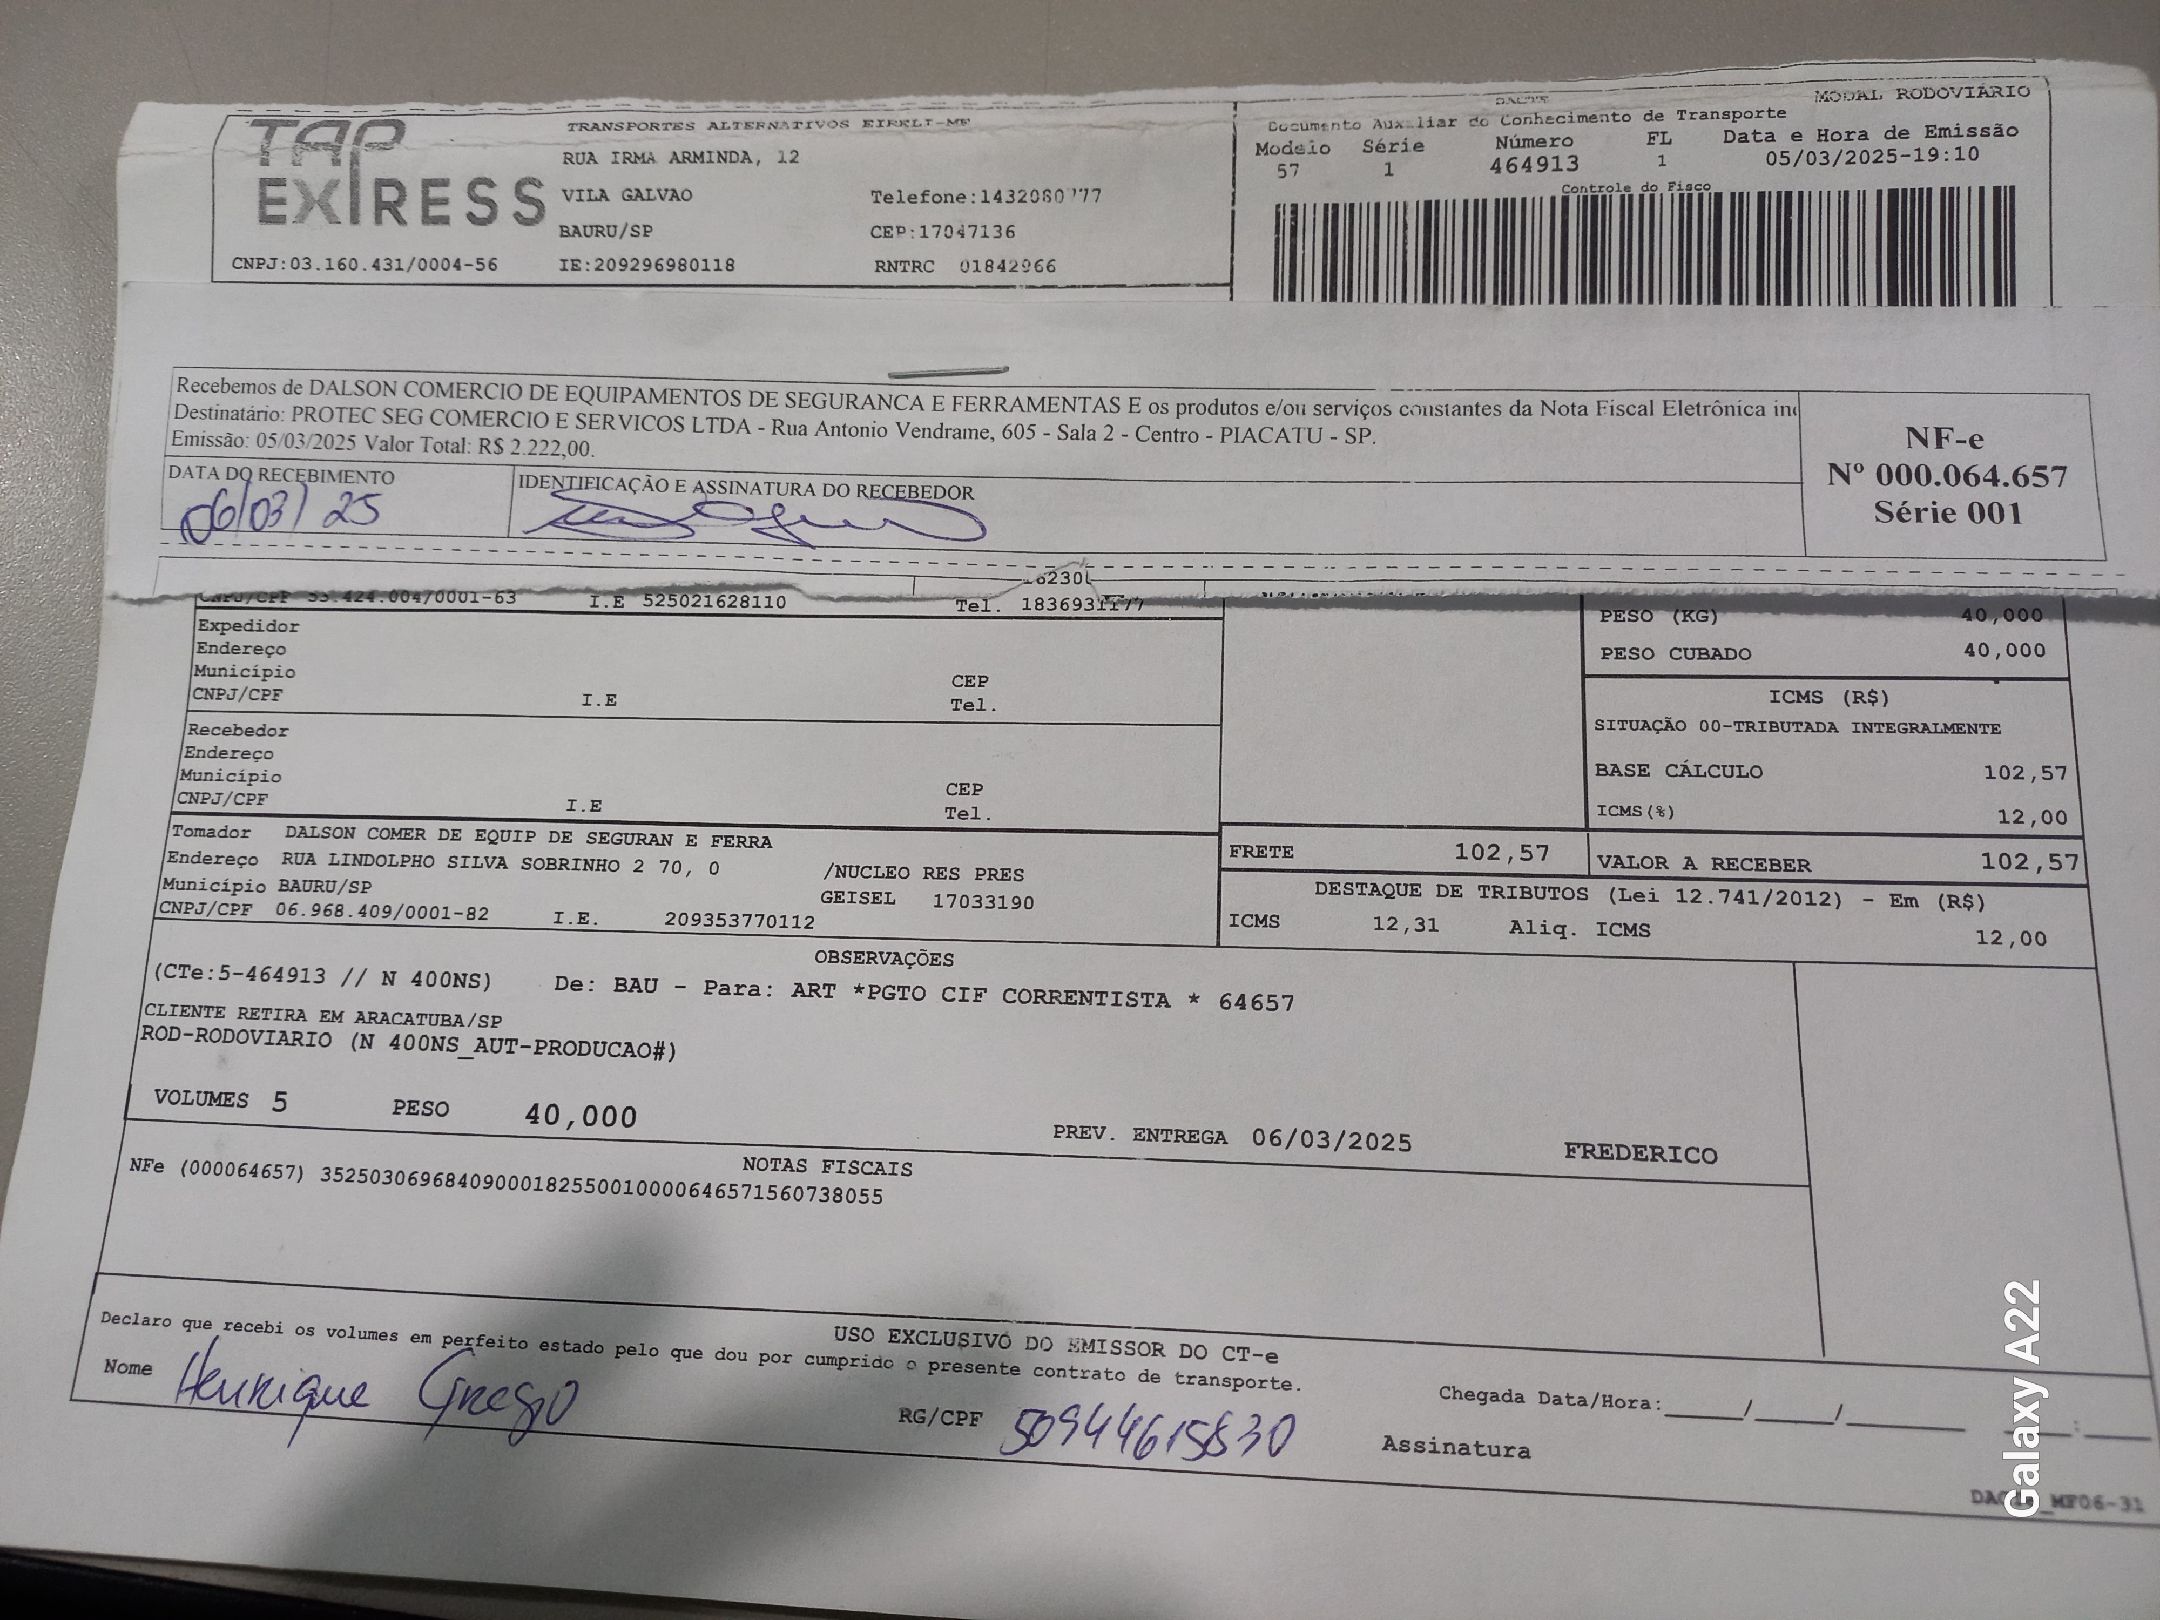 TAP
EXPRESS
TRANSPORTES ALTERNATIVOS EIRELI-ME
RUA IRMA ARMINDA, 12
VILA GALVAO Telefone:1432080777
BAURU/SP CEP:17047136
CNPJ:03.160.431/0004-56 IE:209296980118 RNTRC 01842966
DACTE MODAL RODOVIÁRIO
Documento Auxiliar do Conhecimento de Transporte
Modelo Série Número FL Data e Hora de Emissão
57 1 464913 1 05/03/2025-19:10
Controle do Fisco
Recebemos de DALSON COMERCIO DE EQUIPAMENTOS DE SEGURANCA E FERRAMENTAS E os produtos e/ou serviços constantes da Nota Fiscal Eletrônica
Destinatário: PROTEC SEG COMERCIO E SERVICOS LTDA - Rua Antonio Vendrame, 605 - Sala 2 - Centro - PIACATU - SP.
Emissão: 05/03/2025 Valor Total: R$ 2.222,00.
DATA DO RECEBIMENTO IDENTIFICAÇÃO E ASSINATURA DO RECEBEDOR
06/03/25
NF-e
Nº 000.064.657
Série 001
CNPJ/CPF 55.424.004/0001-63 I.E 525021628110 Tel.
Expedidor
Endereço
Município CEP
CNPJ/CPF I.E Tel.
Recebedor
Endereço
Município CEP
CNPJ/CPF I.E Tel.
PESO (KG) 40,000
PESO CUBADO 40,000
ICMS (R$)
SITUAÇÃO 00-TRIBUTADA INTEGRALMENTE
BASE CÁLCULO 102,57
ICMS(%) 12,00
Tomador DALSON COMER DE EQUIP DE SEGURAN E FERRA
Endereço RUA LINDOLPHO SILVA SOBRINHO 2 70, 0 /NUCLEO RES PRES
Município BAURU/SP GEISEL 17033190
CNPJ/CPF 06.968.409/0001-82 I.E. 209353770112
FRETE 102,57 VALOR A RECEBER 102,57
DESTAQUE DE TRIBUTOS (Lei 12.741/2012) - Em (R$)
ICMS 12,31 Aliq. ICMS 12,00
OBSERVAÇÕES
(CTe:5-464913 // N 400NS) De: BAU - Para: ART *PGTO CIF CORRENTISTA * 64657
CLIENTE RETIRA EM ARACATUBA/SP
ROD-RODOVIARIO (N 400NS_AUT-PRODUCAO#)
VOLUMES 5 PESO 40,000 PREV. ENTREGA 06/03/2025 FREDERICO
NOTAS FISCAIS
NFe (000064657) 35250306968409000182550010000646571560738055
USO EXCLUSIVO DO EMISSOR DO CT-e
Declaro que recebi os volumes em perfeito estado pelo que dou por cumprido o presente contrato de transporte.
Nome Henrique Grego RG/CPF 50944615830 Assinatura
Chegada Data/Hora:____/____/______ ____:____
Galaxy A22